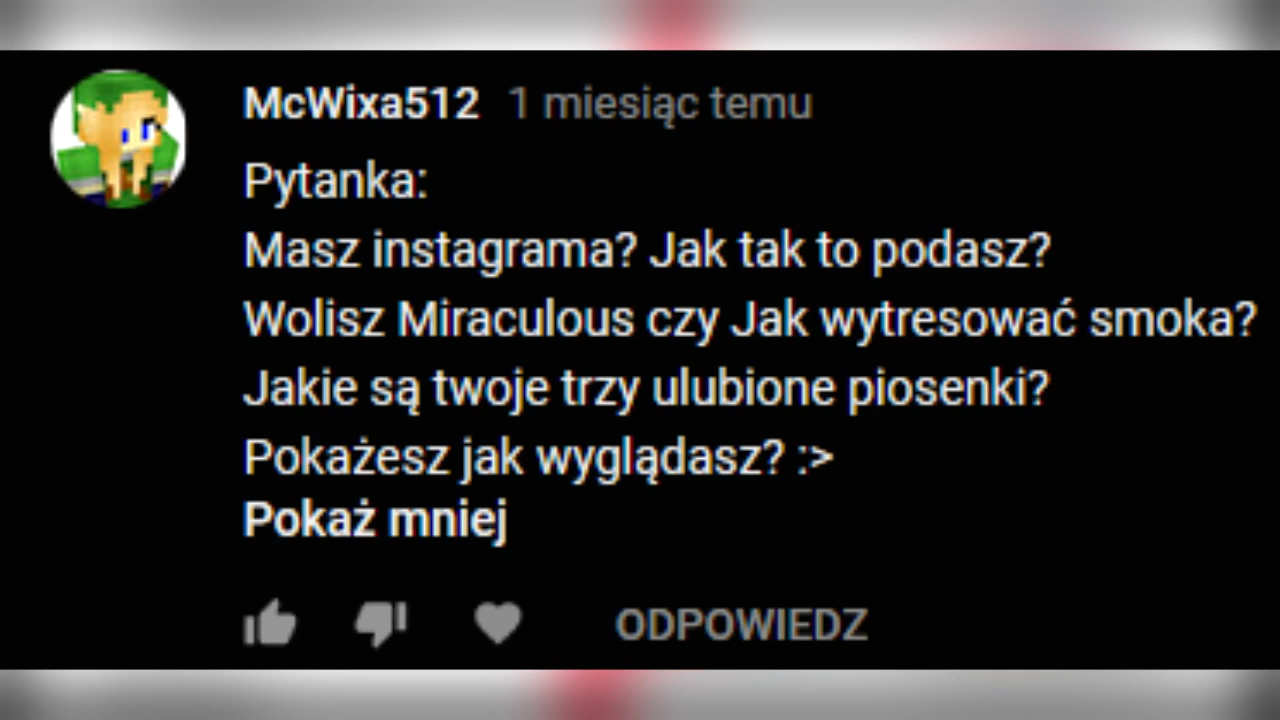 McWixa512 1 miesiąc temu
Pytanka:
Masz instagrama? Jak tak to podasz?
Wolisz Miraculous czy Jak wytresować smoka?
Jakie są twoje trzy ulubione piosenki?
Pokażesz jak wyglądasz? :>
Pokaż mniej
ODPOWIEDZ